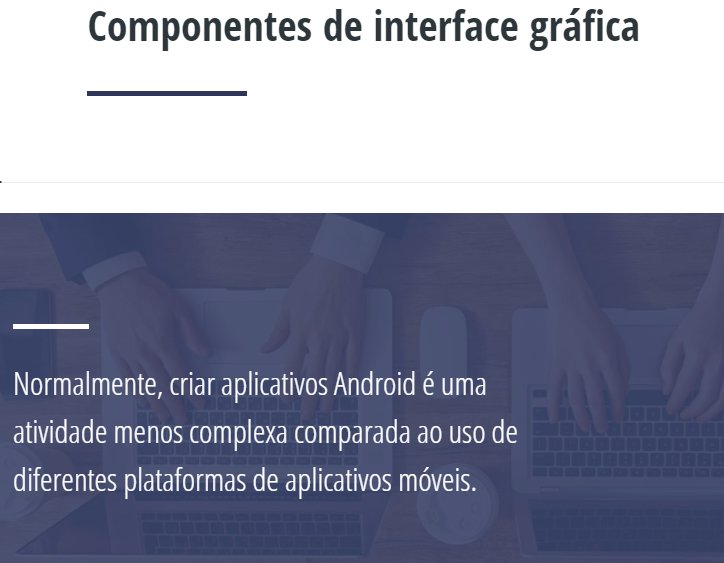 Componentes de interface gráfica
Normalmente, criar aplicativos Android é uma
atividade menos complexa comparada ao uso de
diferentes plataformas de aplicativos móveis.